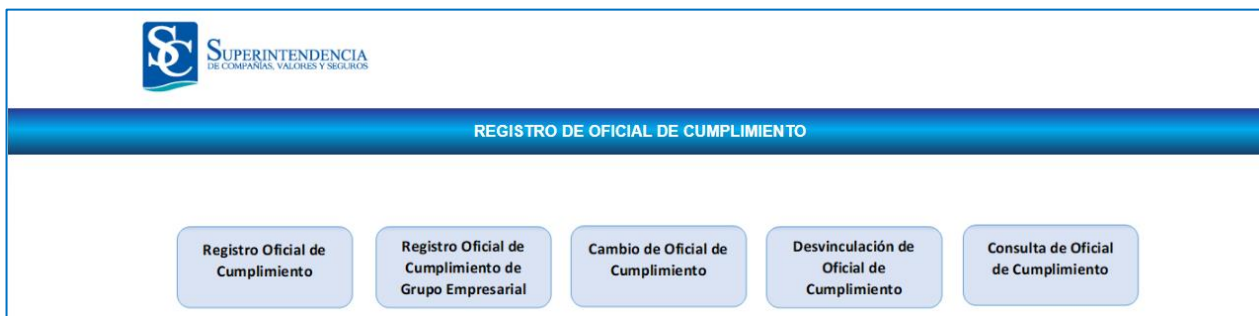 SC
SUPERINTENDENCIA
DE COMPAÑÍAS, VALORES Y SEGUROS
REGISTRO DE OFICIAL DE CUMPLIMIENTO
Registro Oficial de
Cumplimiento
Registro Oficial de
Cumplimiento de
Grupo Empresarial
Cambio de Oficial de
Cumplimiento
Desvinculación de
Oficial de
Cumplimiento
Consulta de Oficial
de Cumplimiento